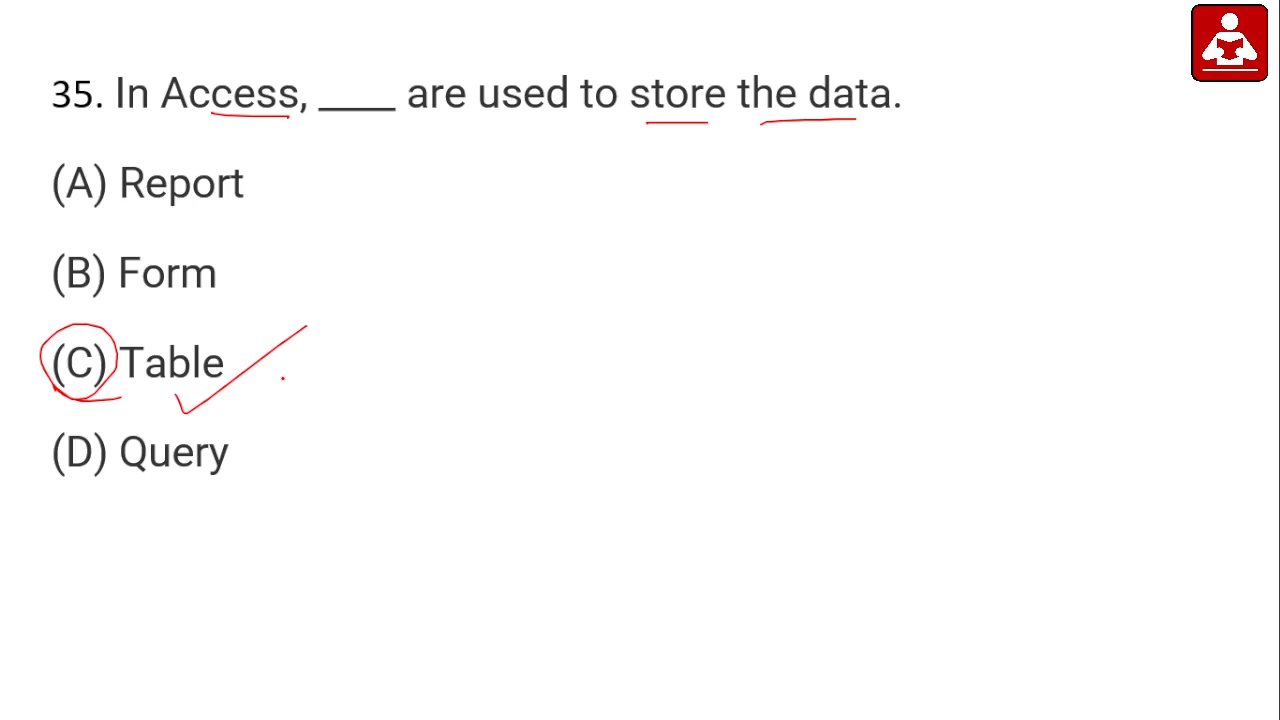 35. In Access, ____ are used to store the data.
(A) Report
(B) Form
(C) Table
(D) Query